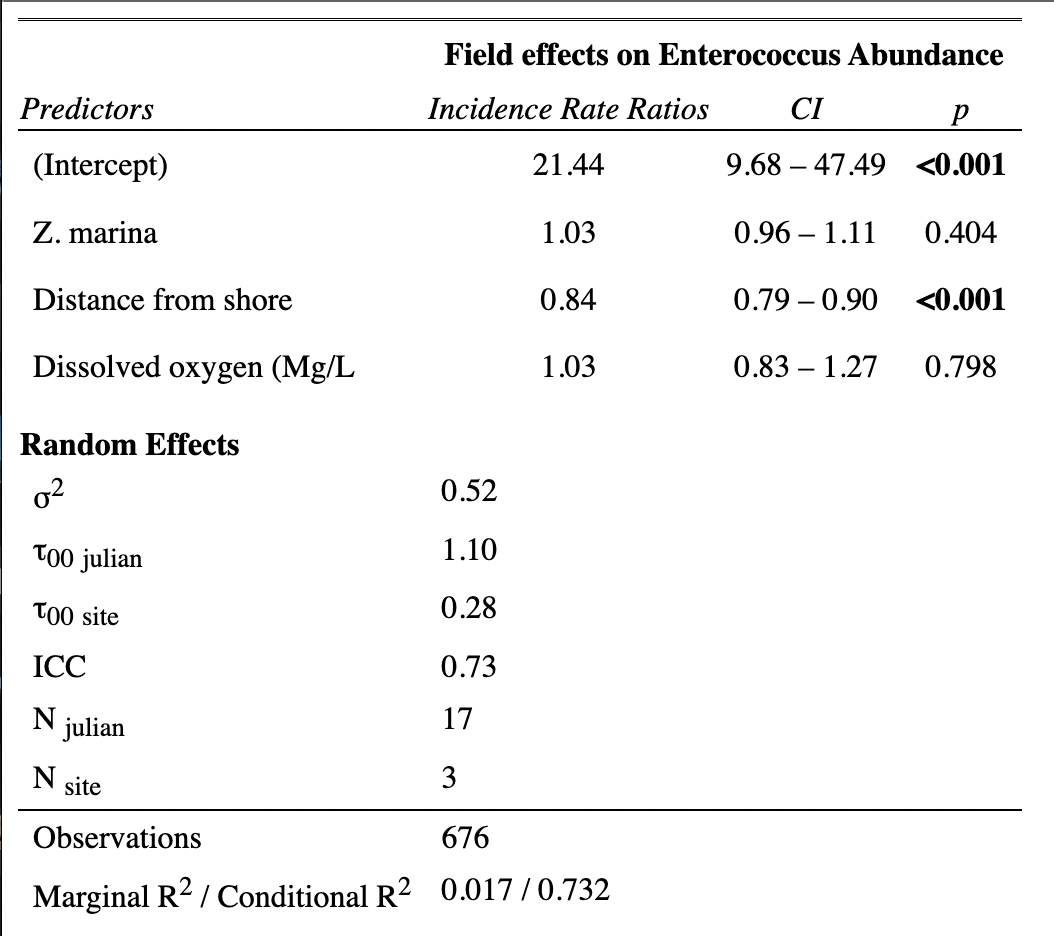 Field effects on Enterococcus Abundance
Predictors Incidence Rate Ratios CI p
(Intercept) 21.44 9.68 – 47.49 <0.001
Z. marina 1.03 0.96 – 1.11 0.404
Distance from shore 0.84 0.79 – 0.90 <0.001
Dissolved oxygen (Mg/L 1.03 0.83 – 1.27 0.798
Random Effects
σ2 0.52
τ00 julian 1.10
τ00 site 0.28
ICC 0.73
N julian 17
N site 3
Observations 676
Marginal R2 / Conditional R2 0.017 / 0.732